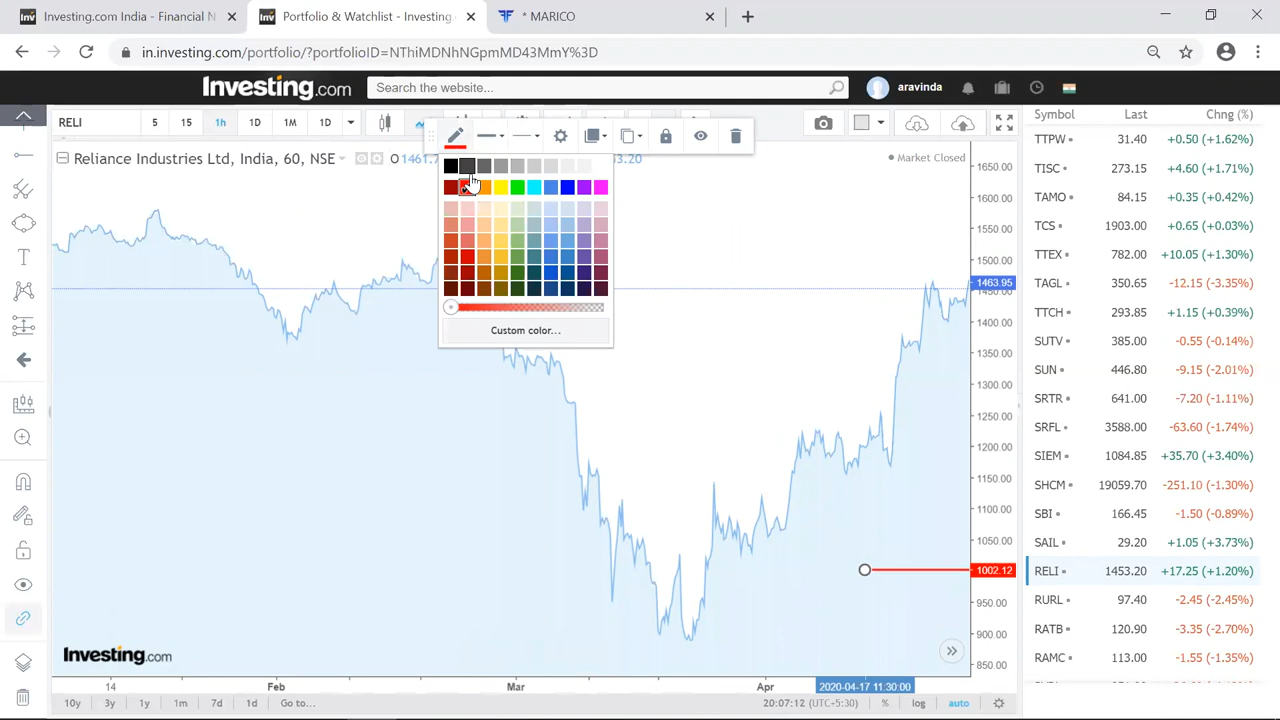 Investing.com India - Financial N
Portfolio & Watchlist - Investing.
* MARICO
in.investing.com/portfolio/?portfolioID=NThiMDNhNGpmMD43MmY%3D
Investing.com
Search the website...
aravinda
RELI 5 15 1h 1D 1M 1D
Reliance Industries Ltd, India, 60, NSE
Market Closed
Custom color...
1650.00
1600.00
1550.00
1500.00
1463.95
1400.00
1350.00
1300.00
1250.00
1200.00
1150.00
1100.00
1050.00
1002.12
950.00
900.00
850.00
Investing.com
14 Feb Mar Apr 2020-04-17 11:30:00
10y 3y 1y 1m 7d 1d Go to... 20:07:12 (UTC+5:30) % log auto
Symbol Last Chng (%)
TTPW 31.40 +0.50 (+1.62%)
TISC 273.15 +4.60 (+1.71%)
TAMO 84.15 +0.35 (+0.42%)
TCS 1903.00 +0.65 (+0.03%)
TTEX 782.00 +10.05 (+1.30%)
TAGL 350.65 -12.15 (-3.35%)
TTCH 293.85 +1.15 (+0.39%)
SUTV 385.00 -0.55 (-0.14%)
SUN 446.80 -9.15 (-2.01%)
SRTR 641.00 -7.20 (-1.11%)
SRFL 3588.00 -63.60 (-1.74%)
SIEM 1084.85 +35.70 (+3.40%)
SHCM 19059.70 -251.10 (-1.30%)
SBI 166.45 -1.50 (-0.89%)
SAIL 29.20 +1.05 (+3.73%)
RELI 1453.20 +17.25 (+1.20%)
RURL 97.40 -2.45 (-2.45%)
RATB 120.90 -3.35 (-2.70%)
RAMC 113.00 -1.55 (-1.35%)